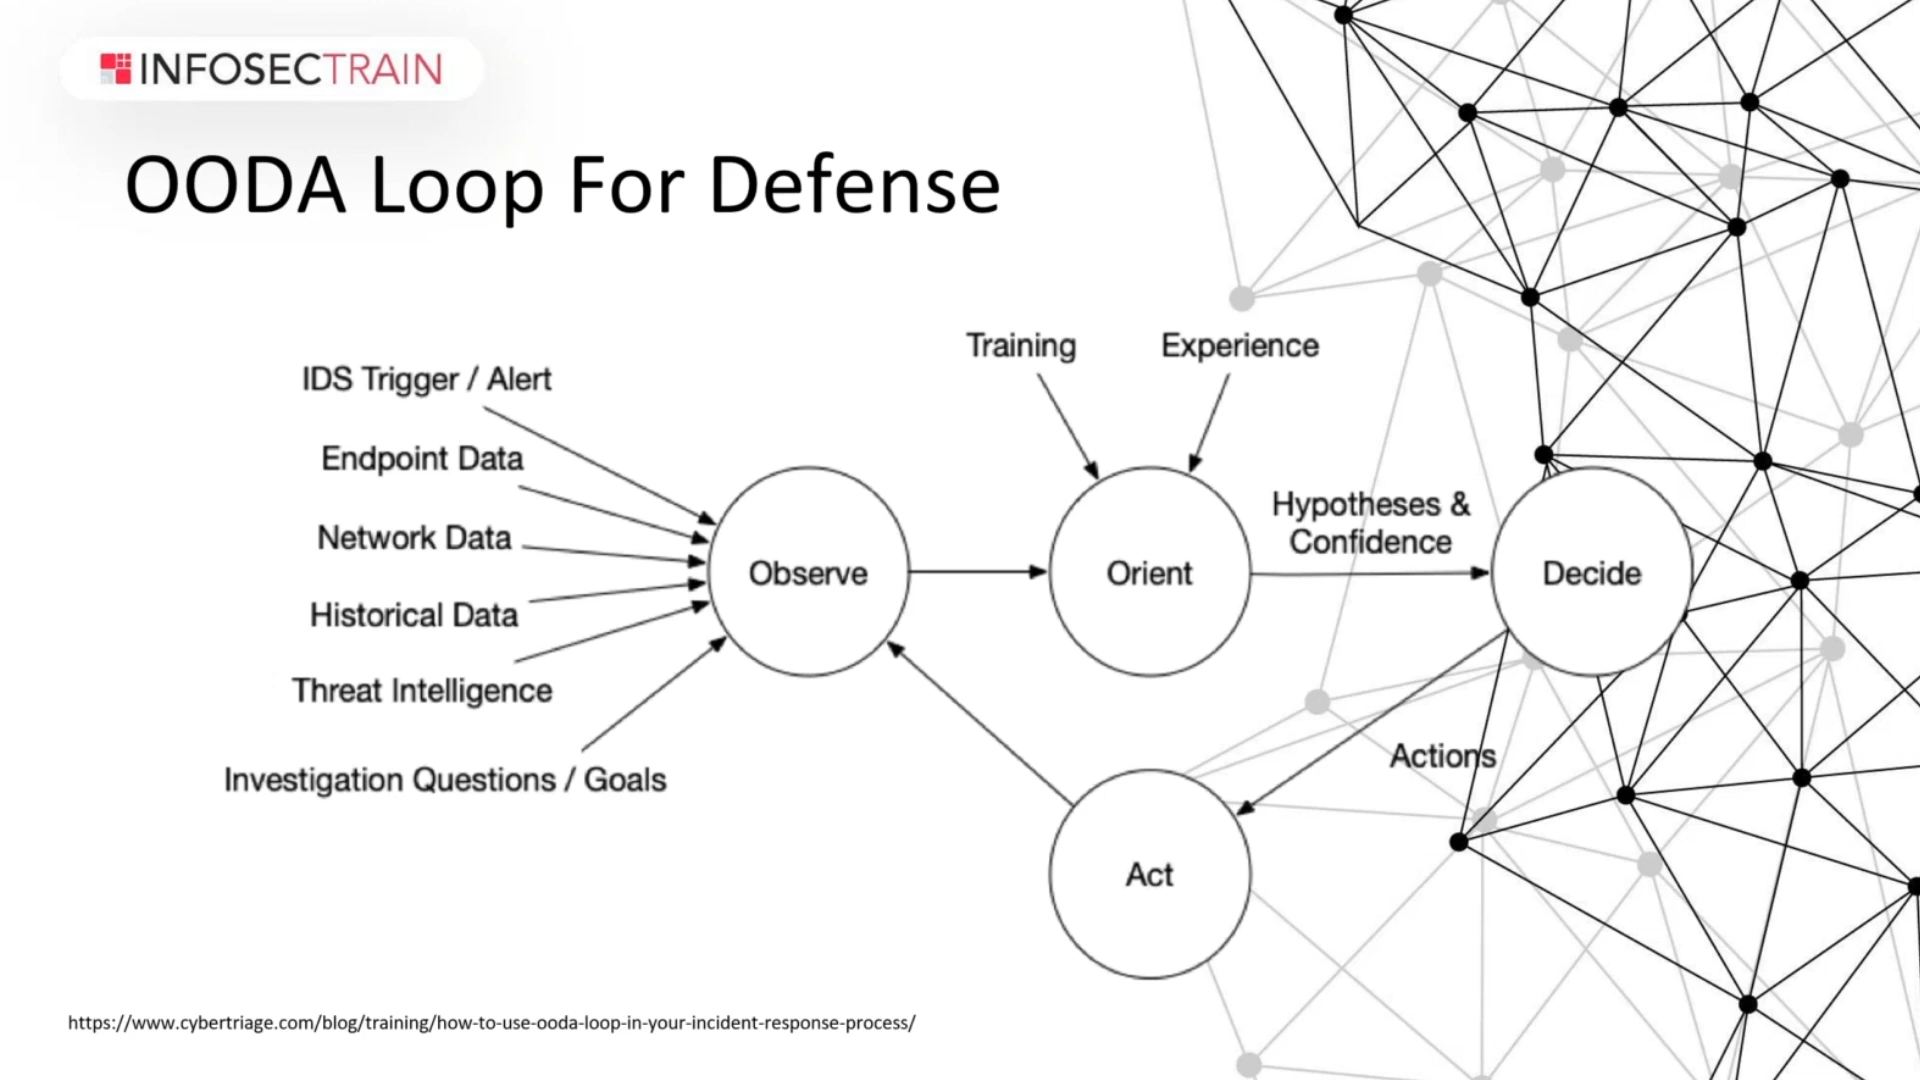 INFOSECTRAIN
OODA Loop For Defense
Training
Experience
IDS Trigger / Alert
Endpoint Data
Network Data
Historical Data
Threat Intelligence
Investigation Questions / Goals
Observe
Orient
Hypotheses &
Confidence
Decide
Actions
Act
https://www.cybertriage.com/blog/training/how-to-use-ooda-loop-in-your-incident-response-process/